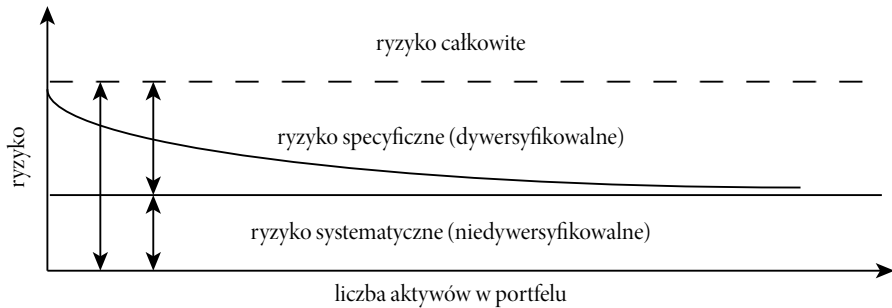 ryzyko całkowite
ryzyko specyficzne (dywersyfikowalne)
ryzyko
ryzyko systematyczne (niedywersyfikowalne)
liczba aktywów w portfelu